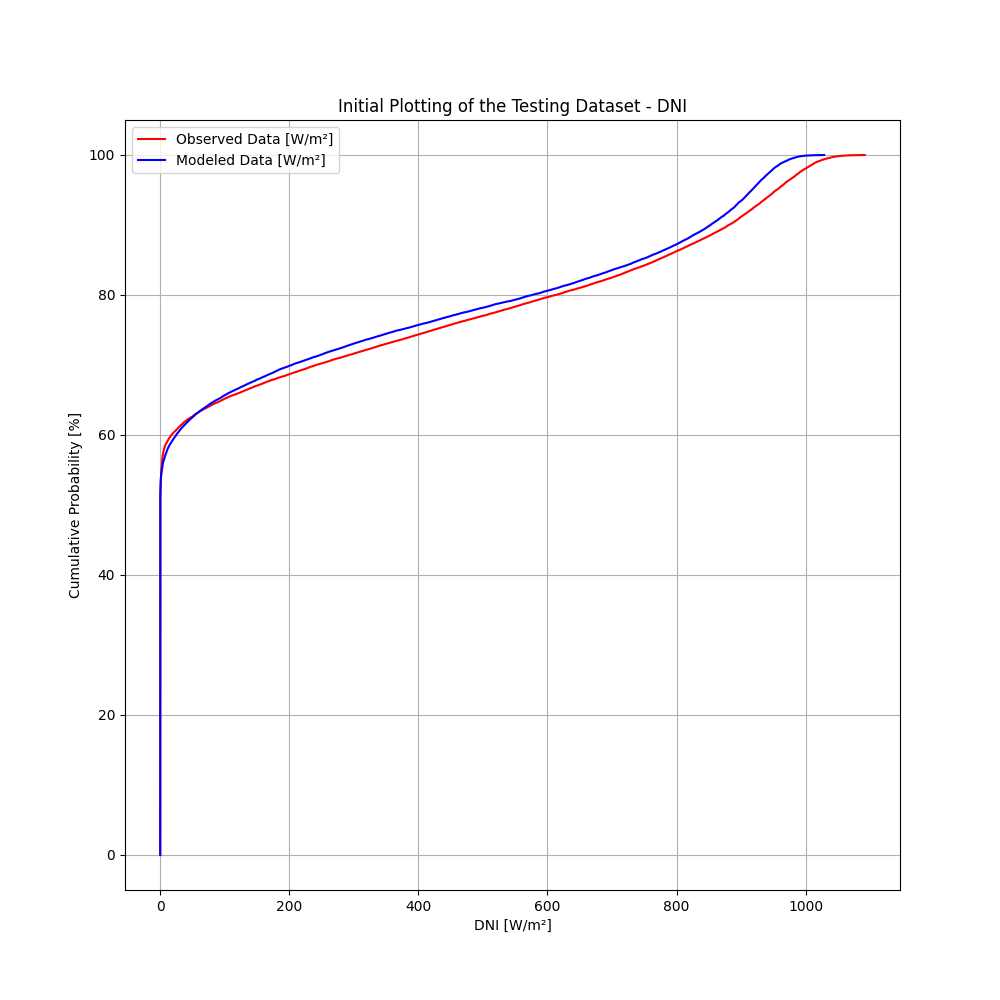 Initial Plotting of the Testing Dataset - DNI
Observed Data [W/m²]
Modeled Data [W/m²]
100
80
60
40
20
0
Cumulative Probability [%]
0 200 400 600 800 1000
DNI [W/m²]